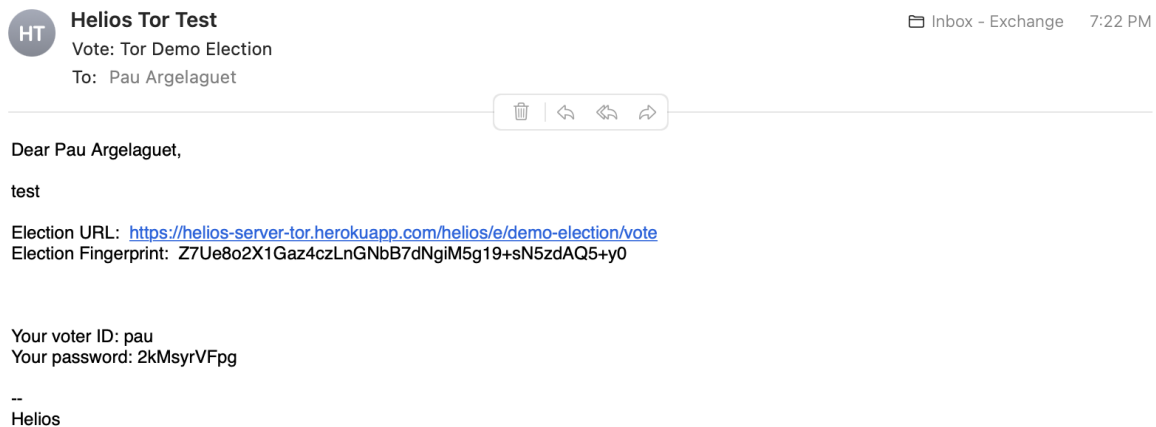 HT
Helios Tor Test
Inbox - Exchange 7:22 PM
Vote: Tor Demo Election
To: Pau Argelaguet
Dear Pau Argelaguet,
test
Election URL: https://helios-server-tor.herokuapp.com/helios/e/demo-election/vote
Election Fingerprint: Z7Ue8o2X1Gaz4czLnGNbB7dNgiM5g19+sN5zdAQ5+y0
Your voter ID: pau
Your password: 2kMsyrVFpg
--
Helios